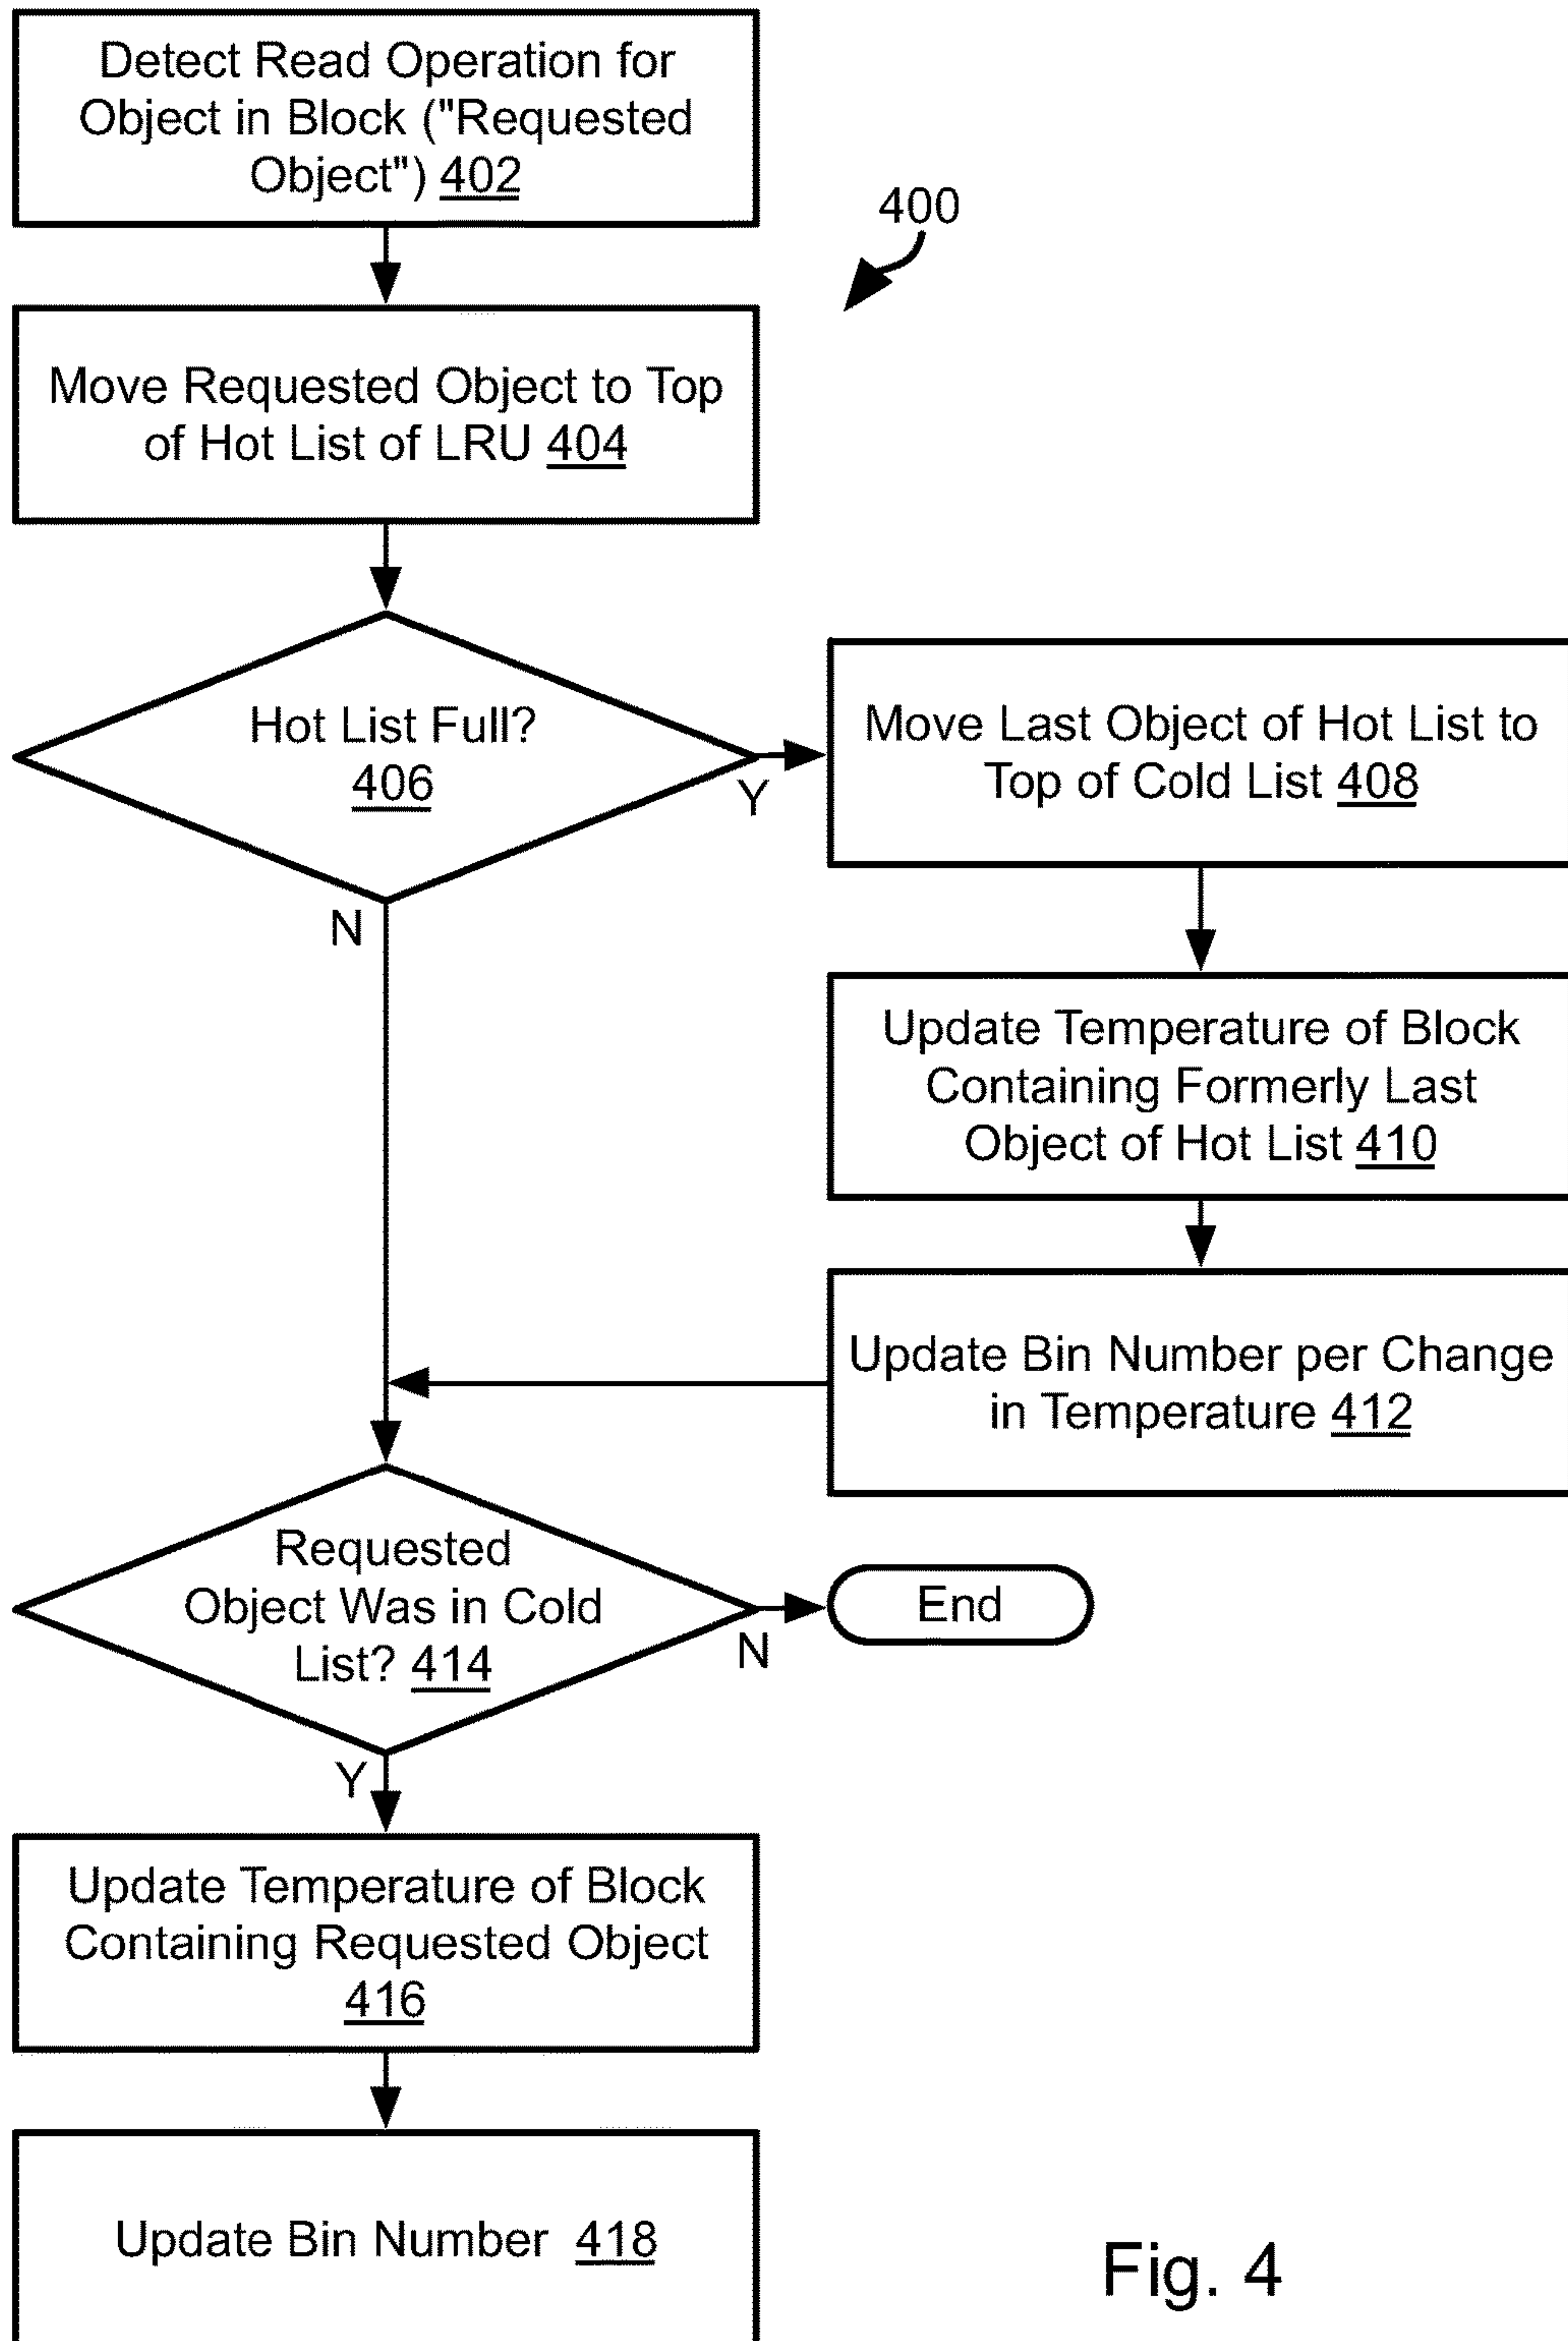 Detect Read Operation for
Object in Block ("Requested
Object") 402
400
Move Requested Object to Top
of Hot List of LRU 404
Hot List Full?
406
Y
N
Move Last Object of Hot List to
Top of Cold List 408
Update Temperature of Block
Containing Formerly Last
Object of Hot List 410
Update Bin Number per Change
in Temperature 412
Requested
Object Was in Cold
List? 414
N
End
Y
Update Temperature of Block
Containing Requested Object
416
Update Bin Number 418
Fig. 4